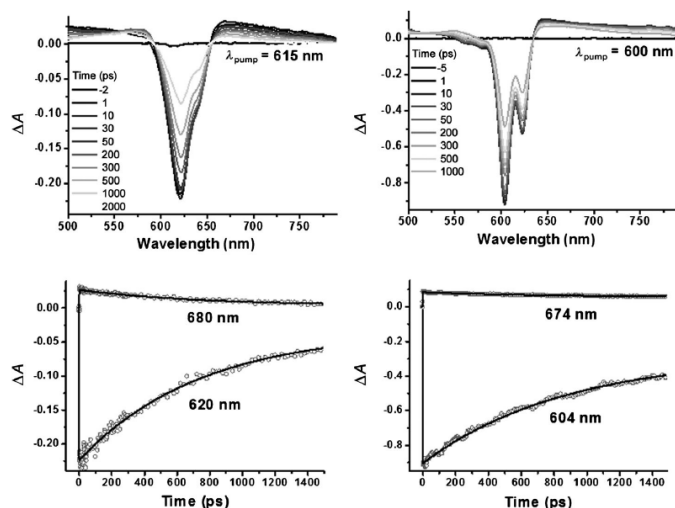 0.00
-0.05
-0.10
-0.15
-0.20
ΔA
λpump = 615 nm
Time (ps)
-2
1
10
30
50
200
300
500
1000
2000
500 550 600 650 700 750
Wavelength (nm)
0.2
0.0
-0.2
-0.4
-0.6
-0.8
ΔA
λpump = 600 nm
Time (ps)
-5
1
10
30
50
200
300
500
1000
500 550 600 650 700 750
Wavelength (nm)
0.00
-0.05
-0.10
-0.15
-0.20
ΔA
680 nm
620 nm
0 200 400 600 800 1000 1200 1400
Time (ps)
0.0
-0.2
-0.4
-0.6
-0.8
ΔA
674 nm
604 nm
0 200 400 600 800 1000 1200 1400
Time (ps)